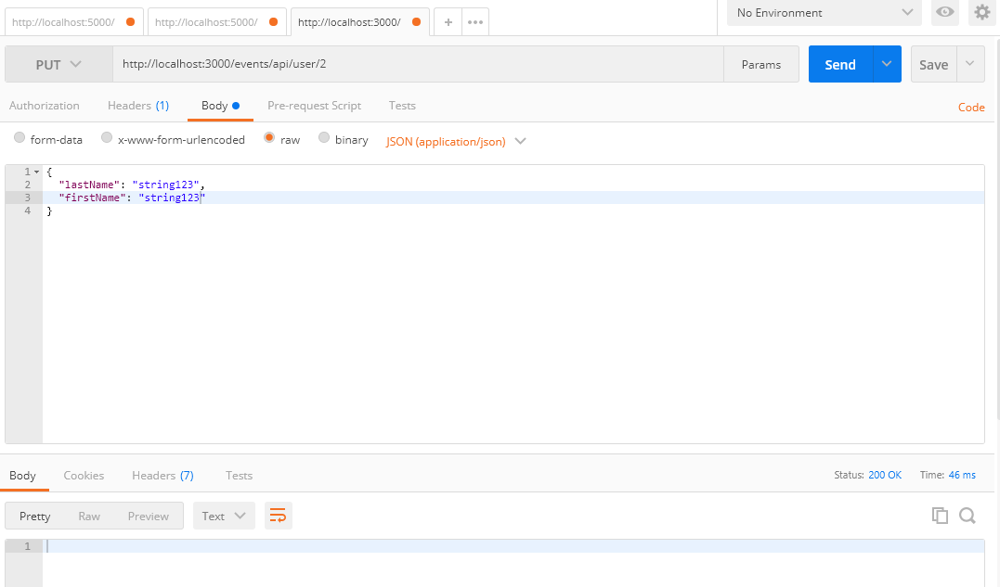 http://localhost:5000/ http://localhost:5000/ http://localhost:3000/ + ••• No Environment
PUT http://localhost:3000/events/api/user/2 Params Send Save
Authorization Headers (1) Body Pre-request Script Tests Code
form-data x-www-form-urlencoded raw binary JSON (application/json)
1 {
2 "lastName": "string123",
3 "firstName": "string123"
4 }
Body Cookies Headers (7) Tests Status: 200 OK Time: 46 ms
Pretty Raw Preview Text
1